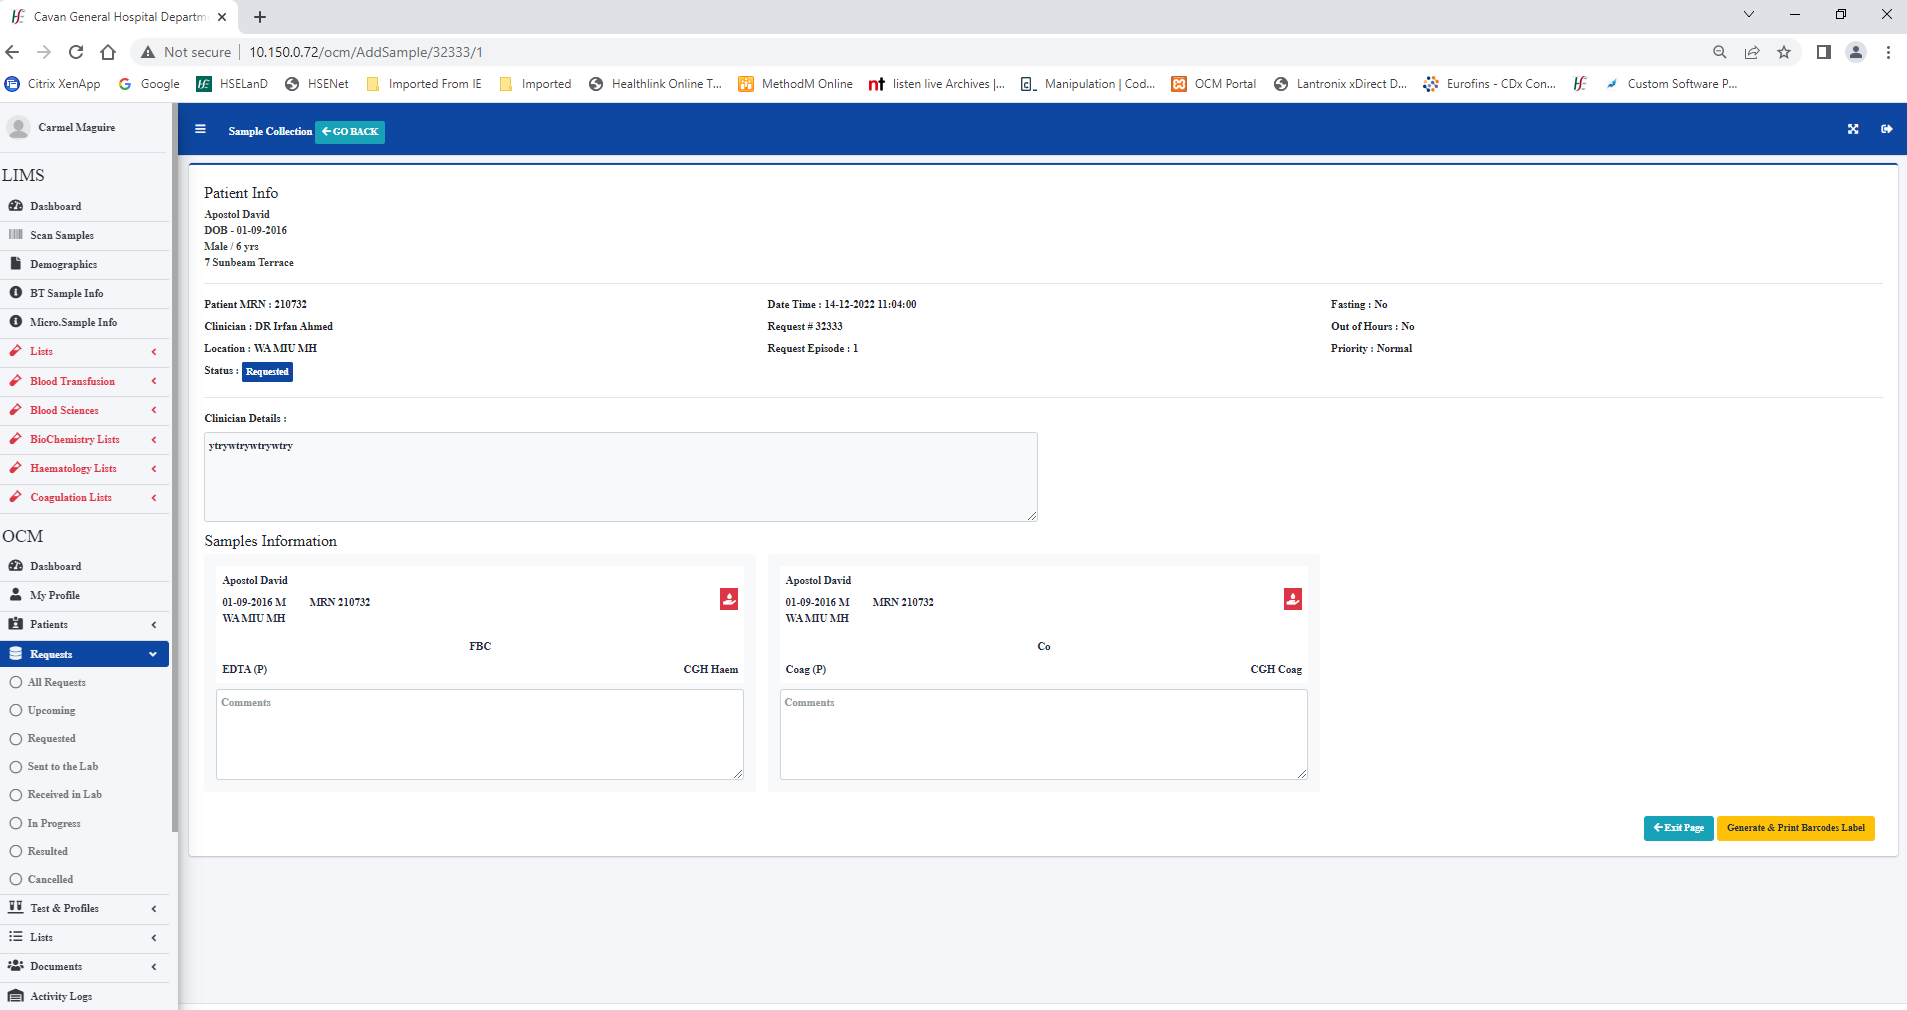 Cavan General Hospital Departm
Not secure
10.150.0.72/ocm/AddSample/32333/1
Citrix XenApp
Google
HSELanD
HSENet
Imported From IE
Imported
Healthlink Online T...
MethodM Online
listen live Archives |...
Manipulation | Cod...
OCM Portal
Lantronix xDirect D...
Eurofins - CDx Con...
Custom Software P...
Carmel Maguire
LIMS
Dashboard
Scan Samples
Demographics
BT Sample Info
Micro.Sample Info
Lists
Blood Transfusion
Blood Sciences
BioChemistry Lists
Haematology Lists
Coagulation Lists
OCM
Dashboard
My Profile
Patients
Requests
All Requests
Upcoming
Requested
Sent to the Lab
Received in Lab
In Progress
Resulted
Cancelled
Test & Profiles
Lists
Documents
Activity Logs
Sample Collection
GO BACK
Patient Info
Apostol David
DOB - 01-09-2016
Male / 6 yrs
7 Sunbeam Terrace
Patient MRN : 210732
Date Time : 14-12-2022 11:04:00
Fasting : No
Clinician : DR Irfan Ahmed
Request # 32333
Out of Hours : No
Location : WA MIU MH
Request Episode : 1
Priority : Normal
Status : Requested
Clinician Details :
ytrywtrywtrywtry
Samples Information
Apostol David
01-09-2016 M MRN 210732
WA MIU MH
FBC
EDTA (P)
CGH Haem
Comments
Apostol David
01-09-2016 M MRN 210732
WA MIU MH
Co
Coag (P)
CGH Coag
Comments
Exit Page
Generate & Print Barcodes Label